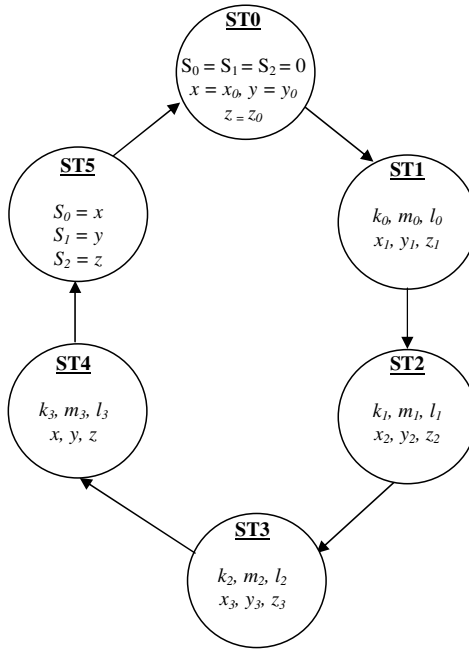 ST0
S₀ = S₁ = S₂ = 0
x = x₀, y = y₀
z = z₀
ST1
k₀, m₀, l₀
x₁, y₁, z₁
ST2
k₁, m₁, l₁
x₂, y₂, z₂
ST3
k₂, m₂, l₂
x₃, y₃, z₃
ST4
k₃, m₃, l₃
x, y, z
ST5
S₀ = x
S₁ = y
S₂ = z